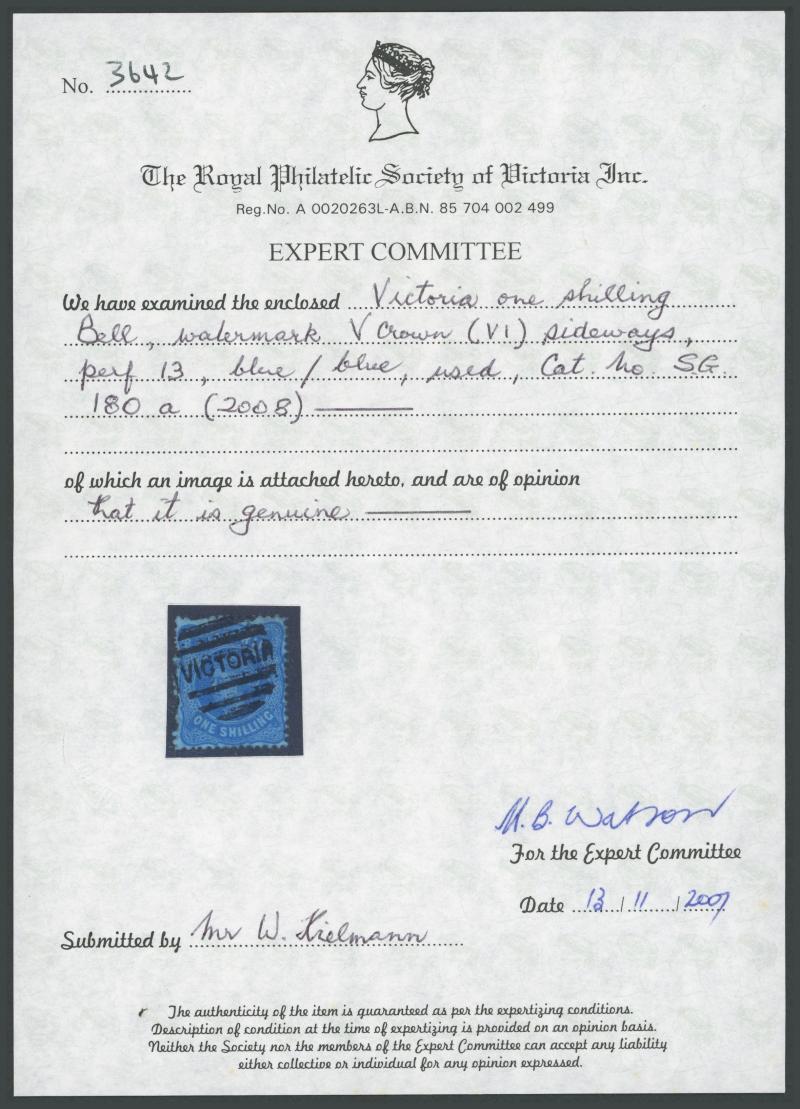 No. 3642
The Royal Philatelic Society of Victoria Inc.
Reg.No. A 0020263L-A.B.N. 85 704 002 499
EXPERT COMMITTEE
We have examined the enclosed Victoria one shilling
Bell, watermark V Crown (V1) sideways,
perf 13, blue / blue, used, Cat. No. SG
180 a (2008)
of which an image is attached hereto, and are of opinion
that it is genuine
VICTORIA
ONE SHILLING
M. B. Watson
For the Expert Committee
Date 13 / 11 / 2007
Submitted by Mr W. Kielmann
The authenticity of the item is guaranteed as per the expertizing conditions.
Description of condition at the time of expertizing is provided on an opinion basis.
Neither the Society nor the members of the Expert Committee can accept any liability
either collective or individual for any opinion expressed.